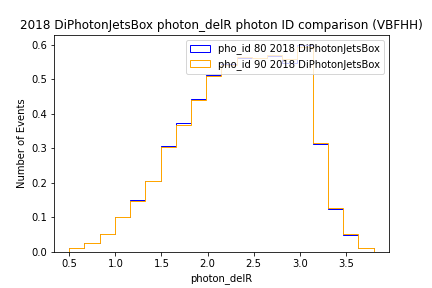 2018 DiPhotonJetsBox photon_delR photon ID comparison (VBFHH)
pho_id 80 2018 DiPhotonJetsBox
pho_id 90 2018 DiPhotonJetsBox
Number of Events
0.6
0.5
0.4
0.3
0.2
0.1
0.0
0.5 1.0 1.5 2.0 2.5 3.0 3.5
photon_delR